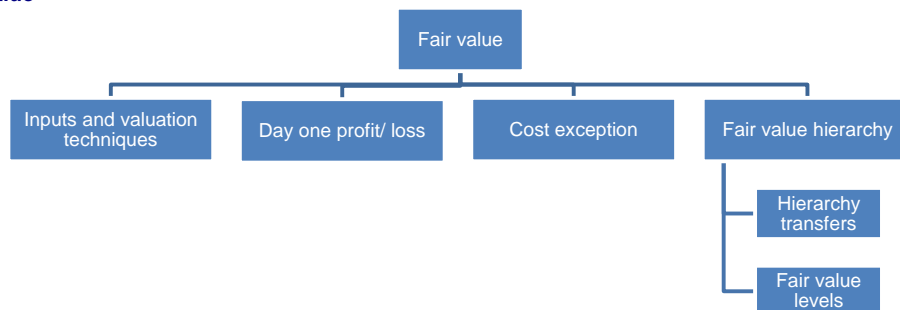 Fair value
Inputs and valuation
techniques
Day one profit/ loss
Cost exception
Fair value hierarchy
Hierarchy
transfers
Fair value
levels